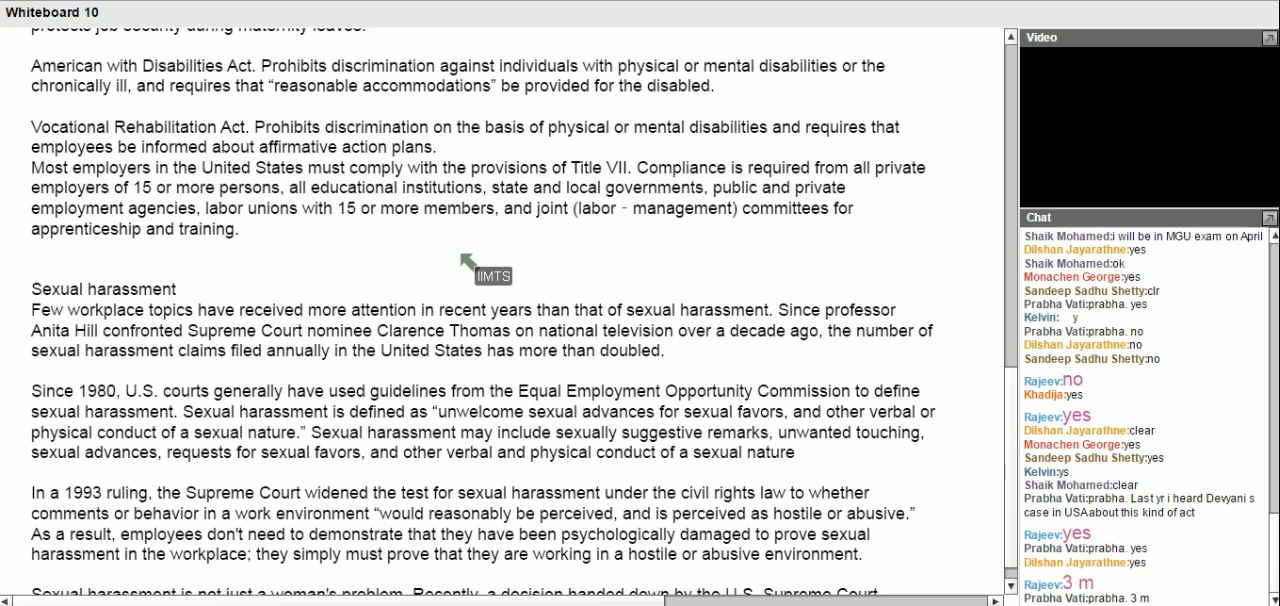 Whiteboard 10
protects job security during maternity leaves.
American with Disabilities Act. Prohibits discrimination against individuals with physical or mental disabilities or the
chronically ill, and requires that “reasonable accommodations” be provided for the disabled.
Vocational Rehabilitation Act. Prohibits discrimination on the basis of physical or mental disabilities and requires that
employees be informed about affirmative action plans.
Most employers in the United States must comply with the provisions of Title VII. Compliance is required from all private
employers of 15 or more persons, all educational institutions, state and local governments, public and private
employment agencies, labor unions with 15 or more members, and joint (labor - management) committees for
apprenticeship and training.
IIMTS
Sexual harassment
Few workplace topics have received more attention in recent years than that of sexual harassment. Since professor
Anita Hill confronted Supreme Court nominee Clarence Thomas on national television over a decade ago, the number of
sexual harassment claims filed annually in the United States has more than doubled.
Since 1980, U.S. courts generally have used guidelines from the Equal Employment Opportunity Commission to define
sexual harassment. Sexual harassment is defined as “unwelcome sexual advances for sexual favors, and other verbal or
physical conduct of a sexual nature.” Sexual harassment may include sexually suggestive remarks, unwanted touching,
sexual advances, requests for sexual favors, and other verbal and physical conduct of a sexual nature
In a 1993 ruling, the Supreme Court widened the test for sexual harassment under the civil rights law to whether
comments or behavior in a work environment “would reasonably be perceived, and is perceived as hostile or abusive.”
As a result, employees don't need to demonstrate that they have been psychologically damaged to prove sexual
harassment in the workplace; they simply must prove that they are working in a hostile or abusive environment.
Sexual harassment is not just a woman's problem. Recently, a decision handed down by the U.S. Supreme Court
Video
Chat
Shaik Mohamed:i will be in MGU exam on April
Dilshan Jayarathne:yes
Shaik Mohamed:ok
Monachen George:yes
Sandeep Sadhu Shetty:clr
Prabha Vati:prabha. yes
Kelvin: y
Prabha Vati:prabha. no
Dilshan Jayarathne:no
Sandeep Sadhu Shetty:no
Rajeev:no
Khadija:yes
Rajeev:yes
Dilshan Jayarathne:clear
Monachen George:yes
Sandeep Sadhu Shetty:yes
Kelvin:ys
Shaik Mohamed:clear
Prabha Vati:prabha. Last yr i heard Devyani s
case in USAabout this kind of act
Rajeev:yes
Prabha Vati:prabha. yes
Dilshan Jayarathne:yes
Rajeev:3 m
Prabha Vati:prabha. 3 m